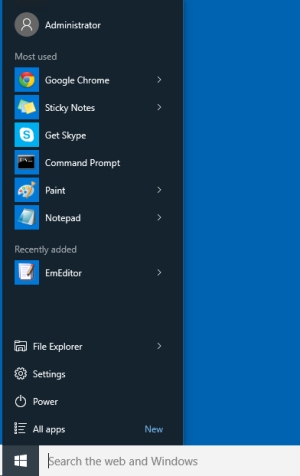 Administrator
Most used
Google Chrome
Sticky Notes
Get Skype
Command Prompt
Paint
Notepad
Recently added
EmEditor
File Explorer
Settings
Power
All apps New
Search the web and Windows